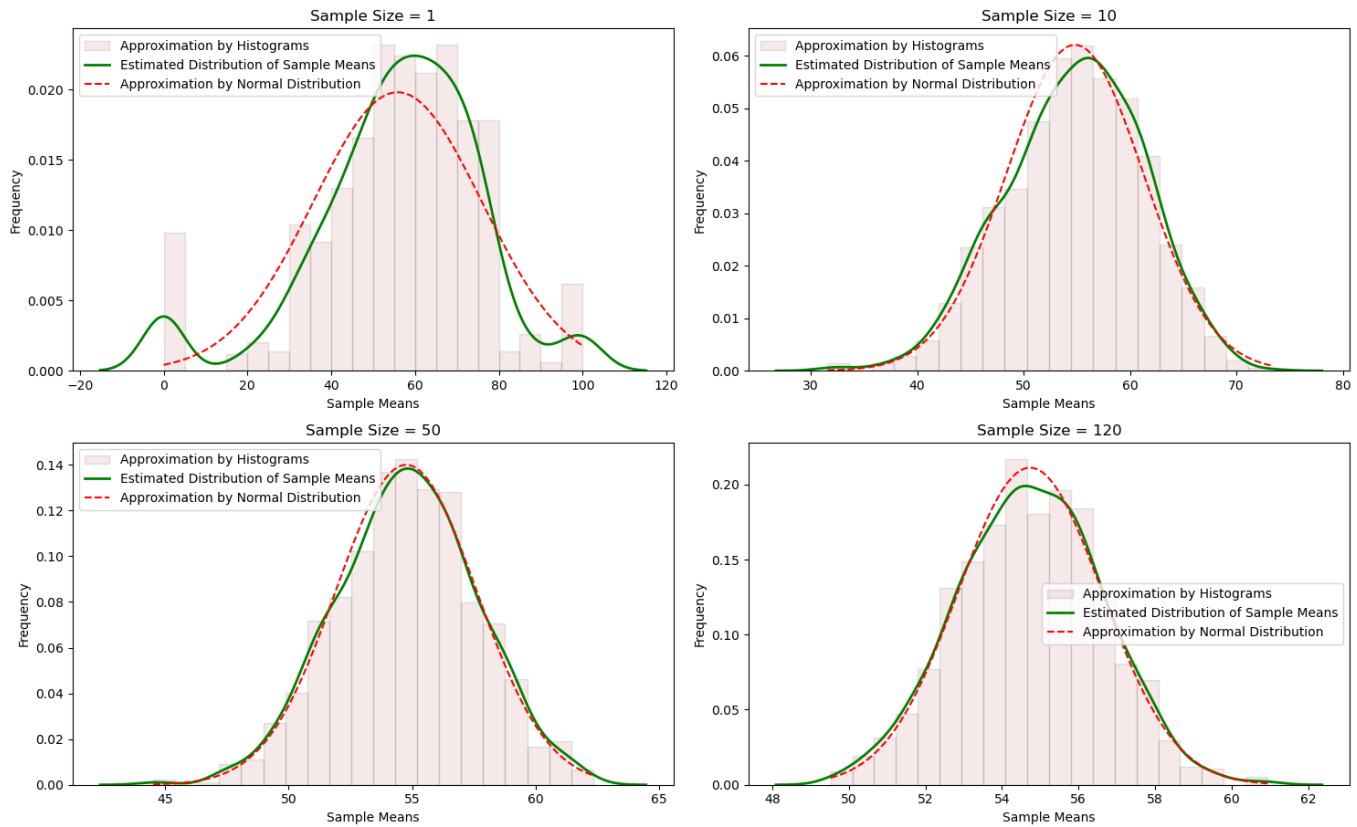 Sample Size = 1
Approximation by Histograms
Estimated Distribution of Sample Means
Approximation by Normal Distribution
Frequency
0.020
0.015
0.010
0.005
0.000
−20
0
20
40
60
80
100
120
Sample Means
Sample Size = 10
Approximation by Histograms
Estimated Distribution of Sample Means
Approximation by Normal Distribution
Frequency
0.06
0.05
0.04
0.03
0.02
0.01
0.00
30
40
50
60
70
80
Sample Means
Sample Size = 50
Approximation by Histograms
Estimated Distribution of Sample Means
Approximation by Normal Distribution
Frequency
0.14
0.12
0.10
0.08
0.06
0.04
0.02
0.00
45
50
55
60
65
Sample Means
Sample Size = 120
Approximation by Histograms
Estimated Distribution of Sample Means
Approximation by Normal Distribution
Frequency
0.20
0.15
0.10
0.05
0.00
48
50
52
54
56
58
60
62
Sample Means